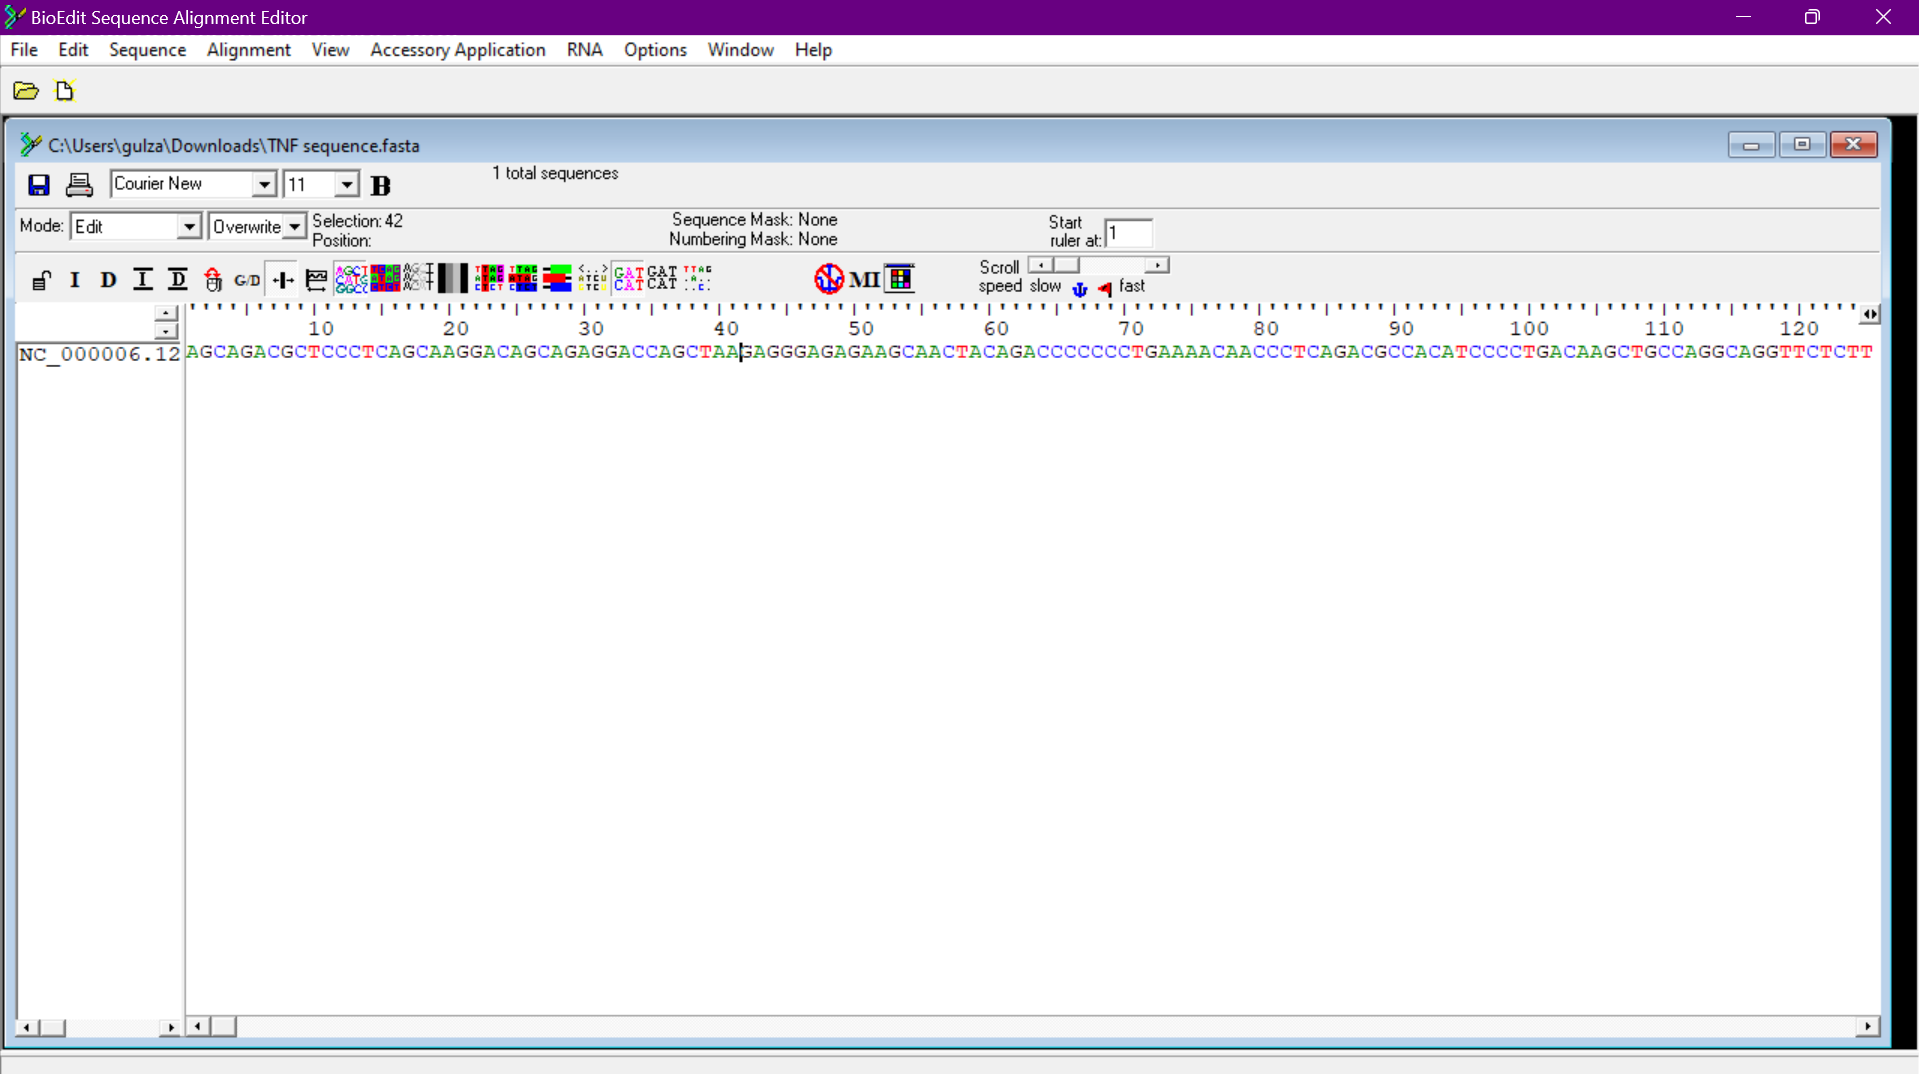 BioEdit Sequence Alignment Editor
File Edit Sequence Alignment View Accessory Application RNA Options Window Help
C:\Users\gulza\Downloads\TNF sequence.fasta
Courier New 11 B 1 total sequences
Mode: Edit Overwrite Selection: 42 Position: Sequence Mask: None Numbering Mask: None Start ruler at: 1
I D I D G/D GAT CAT GAT CAT MI Scroll speed slow fast
10 20 30 40 50 60 70 80 90 100 110 120
NC_000006.12 AGCAGACGCTCCCTCAGCAAGGACAGCAGAGGACCAGCTAAGAGGGAGAGAAGCAACTACAGACCCCCCCTGAAAACAACCCTCAGACGCCACATCCCCTGACAAGCTGCCAGGCAGGTTCTCTT